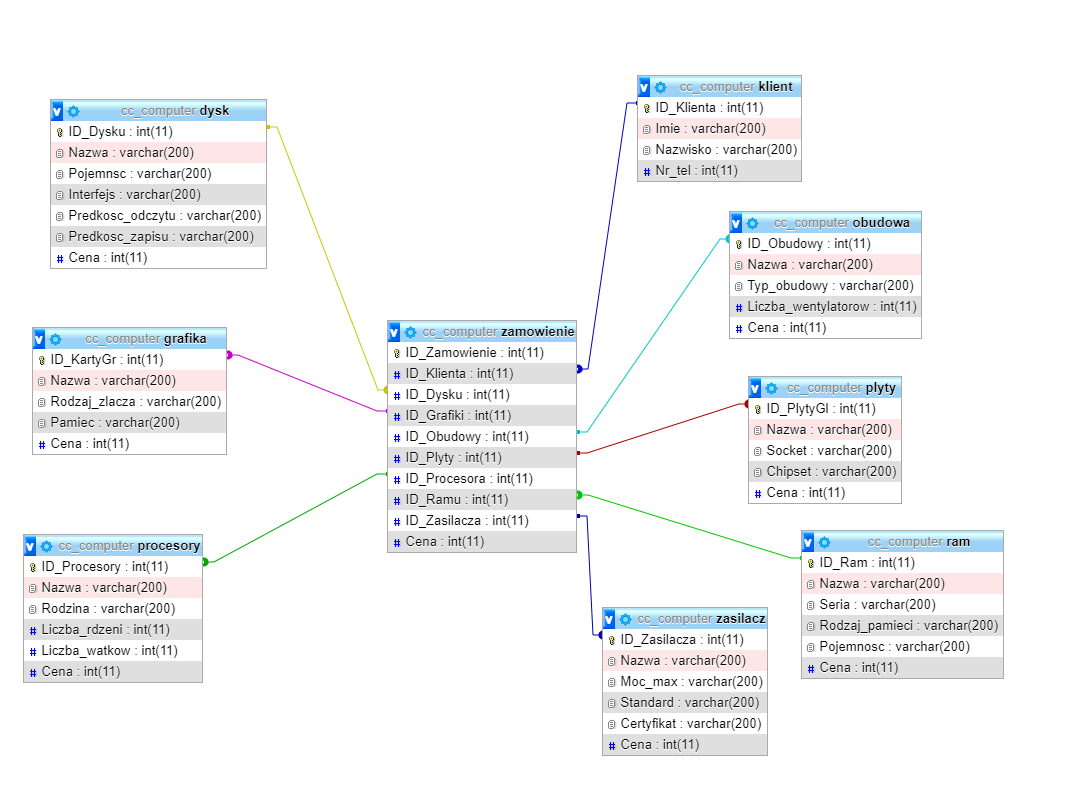 cc_computer dysk
ID_Dysku : int(11)
Nazwa : varchar(200)
Pojemnsc : varchar(200)
Interfejs : varchar(200)
Predkosc_odczytu : varchar(200)
Predkosc_zapisu : varchar(200)
Cena : int(11)
cc_computer klient
ID_Klienta : int(11)
Imie : varchar(200)
Nazwisko : varchar(200)
Nr_tel : int(11)
cc_computer obudowa
ID_Obudowy : int(11)
Nazwa : varchar(200)
Typ_obudowy : varchar(200)
Liczba_wentylatorow : int(11)
Cena : int(11)
cc_computer grafika
ID_KartyGr : int(11)
Nazwa : varchar(200)
Rodzaj_zlacza : varchar(200)
Pamiec : varchar(200)
Cena : int(11)
cc_computer zamowienie
ID_Zamowienie : int(11)
ID_Klienta : int(11)
ID_Dysku : int(11)
ID_Grafiki : int(11)
ID_Obudowy : int(11)
ID_Plyty : int(11)
ID_Procesora : int(11)
ID_Ramu : int(11)
ID_Zasilacza : int(11)
Cena : int(11)
cc_computer plyty
ID_PlytyGl : int(11)
Nazwa : varchar(200)
Socket : varchar(200)
Chipset : varchar(200)
Cena : int(11)
cc_computer procesory
ID_Procesory : int(11)
Nazwa : varchar(200)
Rodzina : varchar(200)
Liczba_rdzeni : int(11)
Liczba_watkow : int(11)
Cena : int(11)
cc_computer ram
ID_Ram : int(11)
Nazwa : varchar(200)
Seria : varchar(200)
Rodzaj_pamieci : varchar(200)
Pojemnosc : varchar(200)
Cena : int(11)
cc_computer zasilacz
ID_Zasilacza : int(11)
Nazwa : varchar(200)
Moc_max : varchar(200)
Standard : varchar(200)
Certyfikat : varchar(200)
Cena : int(11)